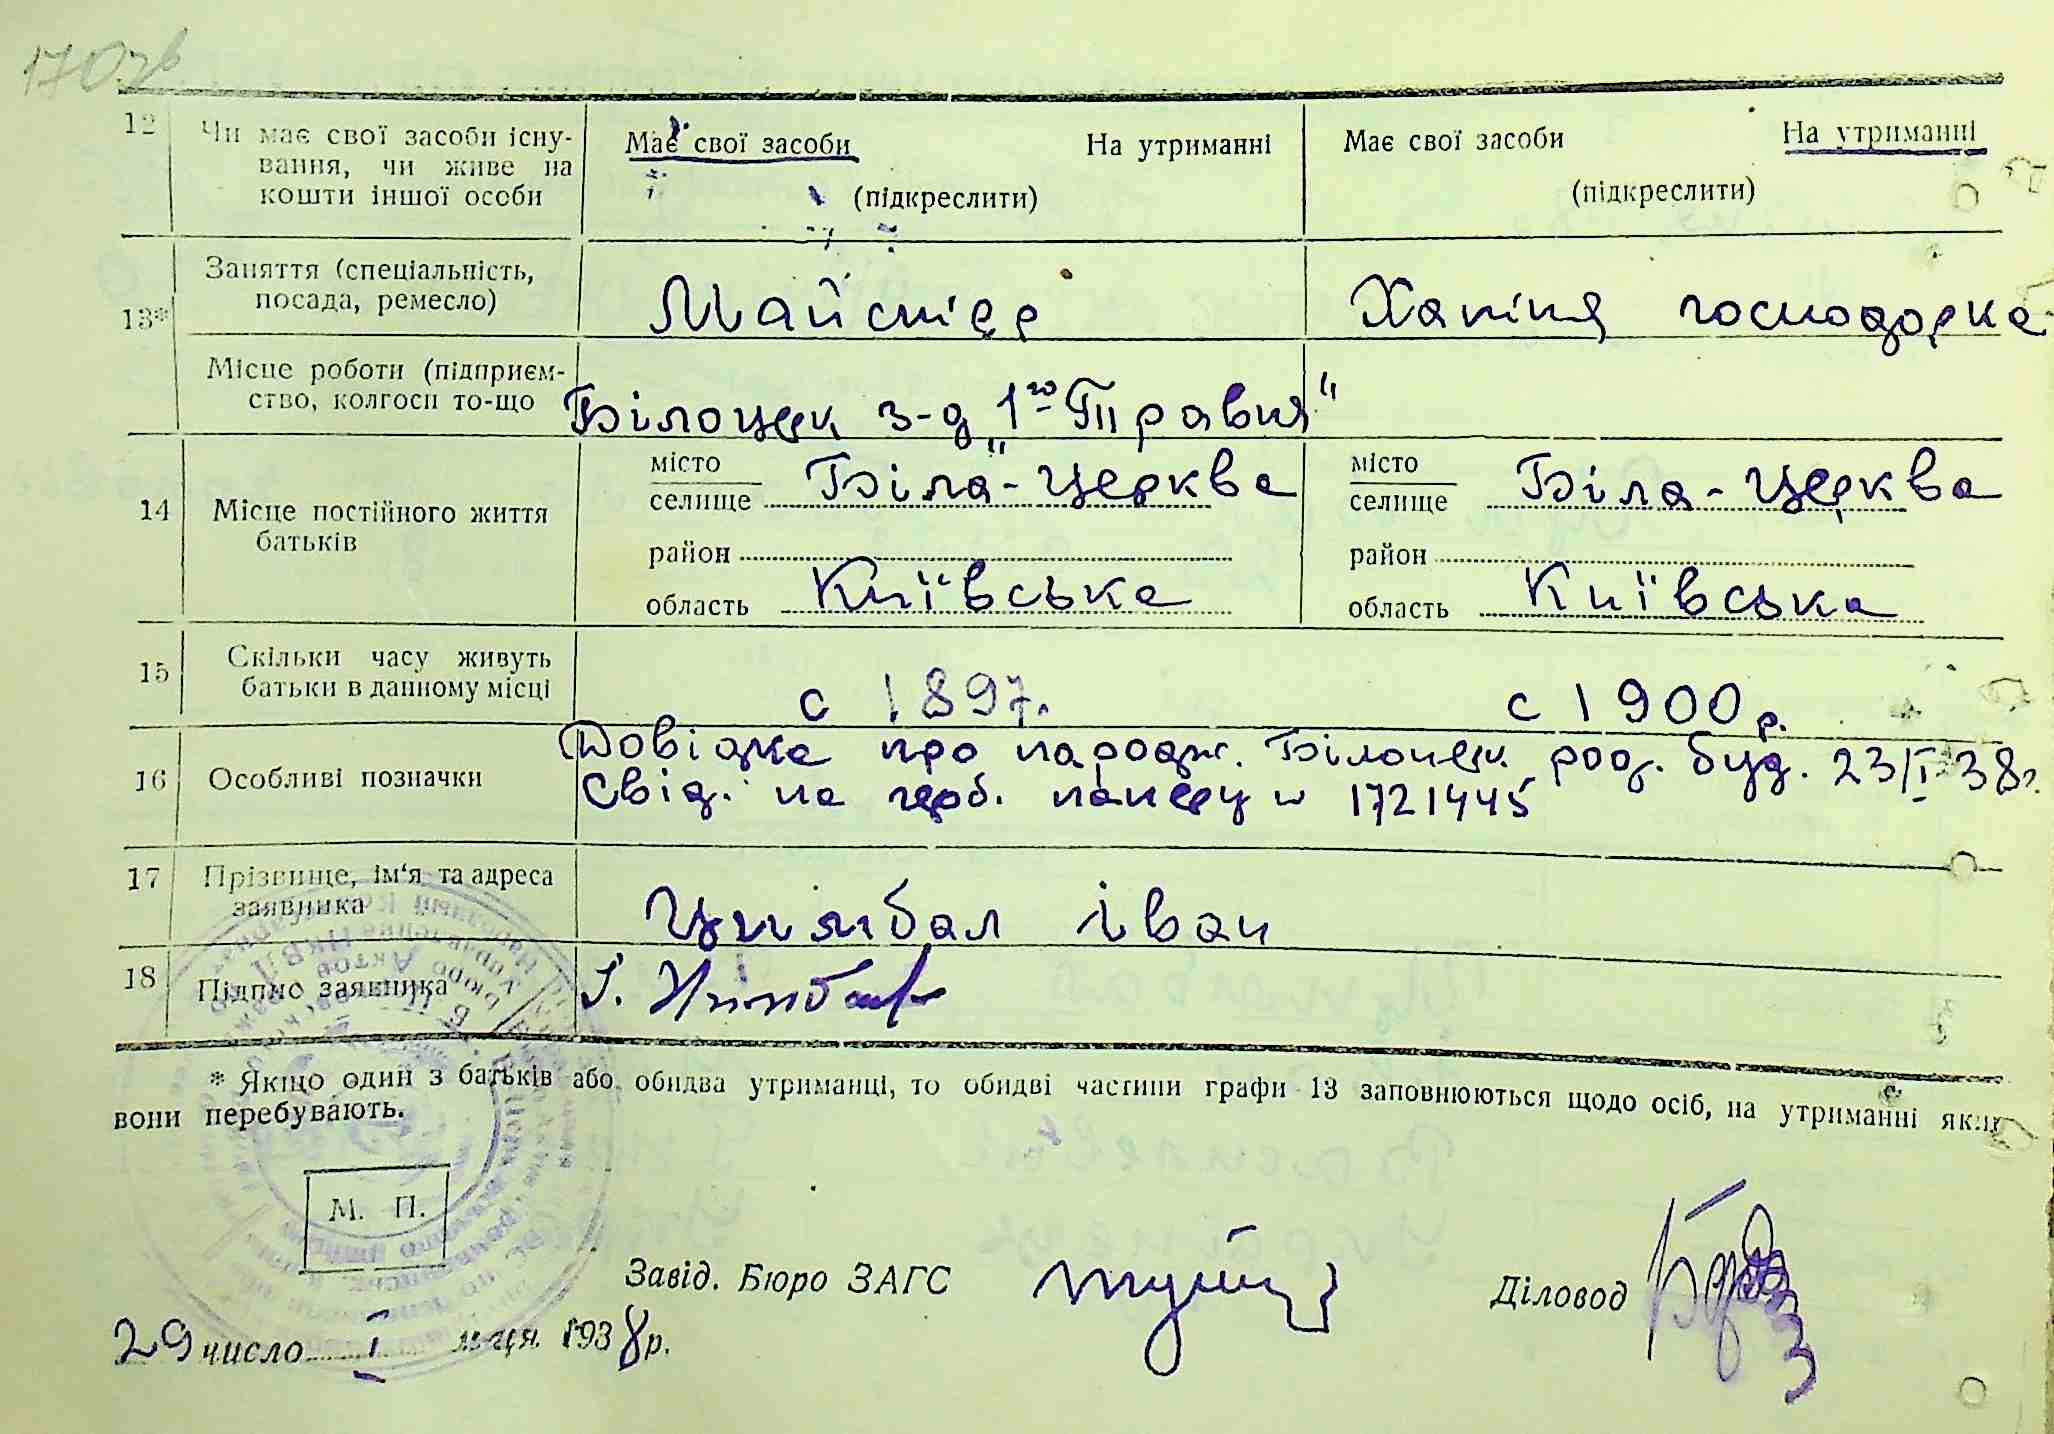 170зв
12 Чи має свої засоби існу- Має свої засоби На утриманні Має свої засоби На утриманні
вання, чи живе на
кошти іншої особи (підкреслити) (підкреслити)
13* Заняття (спеціальність,
посада, ремесло) Майстер Хатня господарка
Місце роботи (підприєм-
ство, колгосп то-що Білоцерк з-д „1го Травня"
14 Місце постійного життя
батьків
місто Біла-Церква місто Біла-Церква
селище селище
район район
область Київська область Київська
15 Скільки часу живуть
батьки в данному місці с 1897. с 1900 р.
16 Особливі позначки Довідка про народж. Білоцерк род. буд. 23/I-38р.
Свід. на герб. паперу № 1721445
17 Прізвище, ім'я та адреса
заявника Цимбал Іван
18 Підпис заявника І. Цимбал
* Якщо один з батьків або обидва утриманці, то обидві частини графи 13 заповнюються щодо осіб, на утриманні яких
вони перебувають.
М. П.
Завід. Бюро ЗАГС Діловод
29 число I м-ця 1938 р.